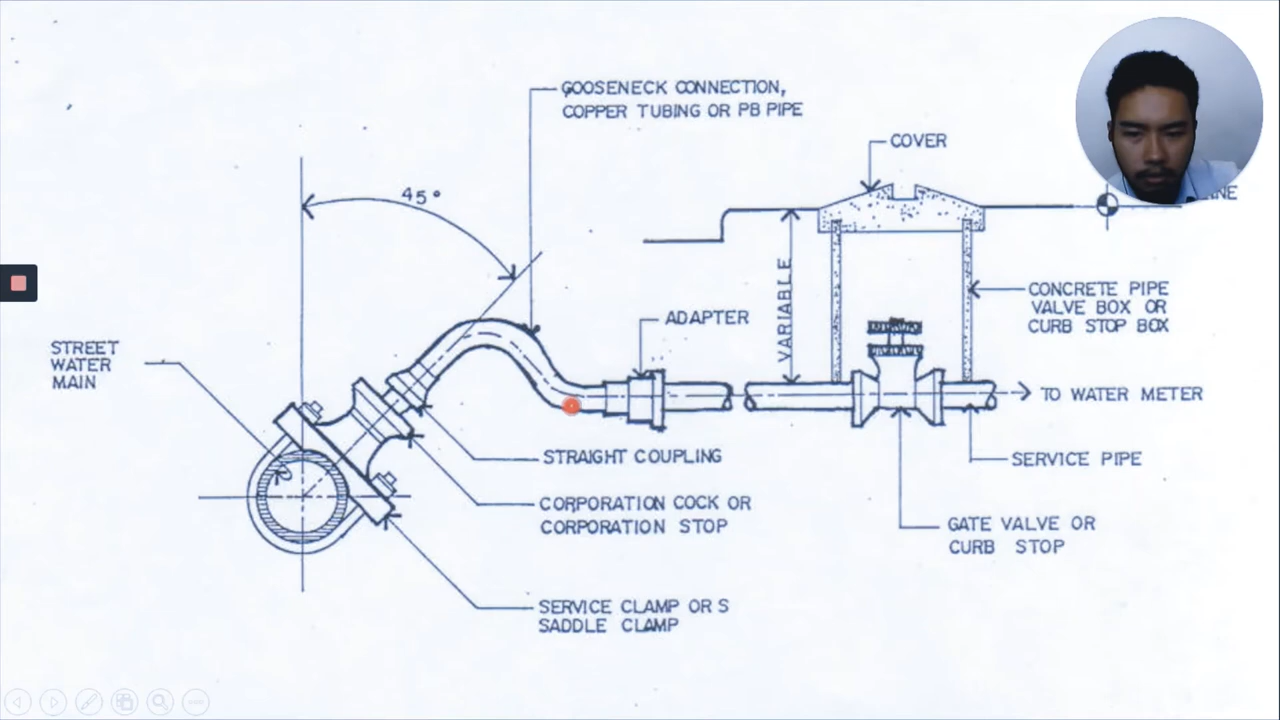 GOOSENECK CONNECTION,
COPPER TUBING OR PB PIPE
COVER
45°
VARIABLE
ADAPTER
CONCRETE PIPE
VALVE BOX OR
CURB STOP BOX
STREET
WATER
MAIN
TO WATER METER
STRAIGHT COUPLING
SERVICE PIPE
CORPORATION COCK OR
CORPORATION STOP
GATE VALVE OR
CURB STOP
SERVICE CLAMP OR S
SADDLE CLAMP